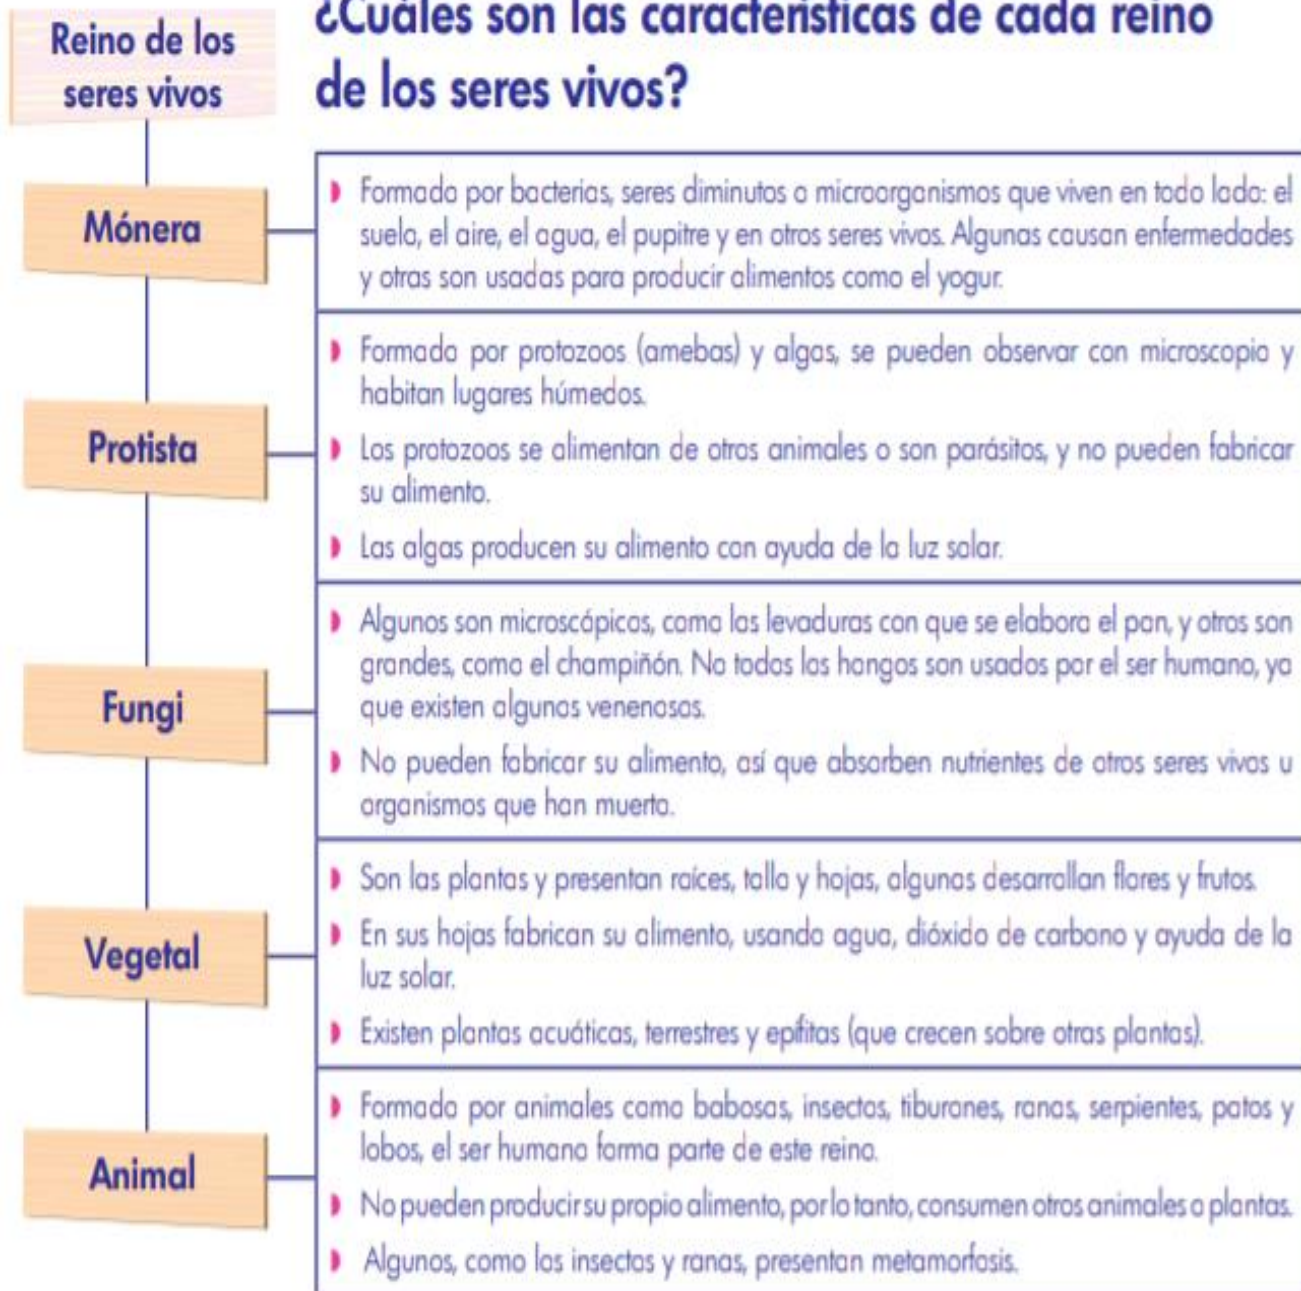 Reino de los
seres vivos
¿Cuáles son las características de cada reino
de los seres vivos?
Mónera
Formado por bacterias, seres diminutos o microorganismos que viven en todo lado: el
suelo, el aire, el agua, el pupitre y en otros seres vivos. Algunas causan enfermedades
y otras son usadas para producir alimentos como el yogur.
Protista
Formado por protozoos (amebas) y algas, se pueden observar con microscopio y
habitan lugares húmedos.
Los protozoos se alimentan de otros animales o son parásitos, y no pueden fabricar
su alimento.
Las algas producen su alimento con ayuda de la luz solar.
Fungi
Algunos son microscópicos, como las levaduras con que se elabora el pan, y otros son
grandes, como el champiñón. No todos los hongos son usados por el ser humano, ya
que existen algunos venenosos.
No pueden fabricar su alimento, así que absorben nutrientes de otros seres vivos u
organismos que han muerto.
Vegetal
Son las plantas y presentan raíces, tallo y hojas, algunas desarrollan flores y frutos.
En sus hojas fabrican su alimento, usando agua, dióxido de carbono y ayuda de la
luz solar.
Existen plantas acuáticas, terrestres y epífitas (que crecen sobre otras plantas).
Animal
Formado por animales como babosas, insectos, tiburones, ranas, serpientes, patos y
lobos, el ser humano forma parte de este reino.
No pueden producir su propio alimento, por lo tanto, consumen otros animales o plantas.
Algunos, como los insectos y ranas, presentan metamorfosis.